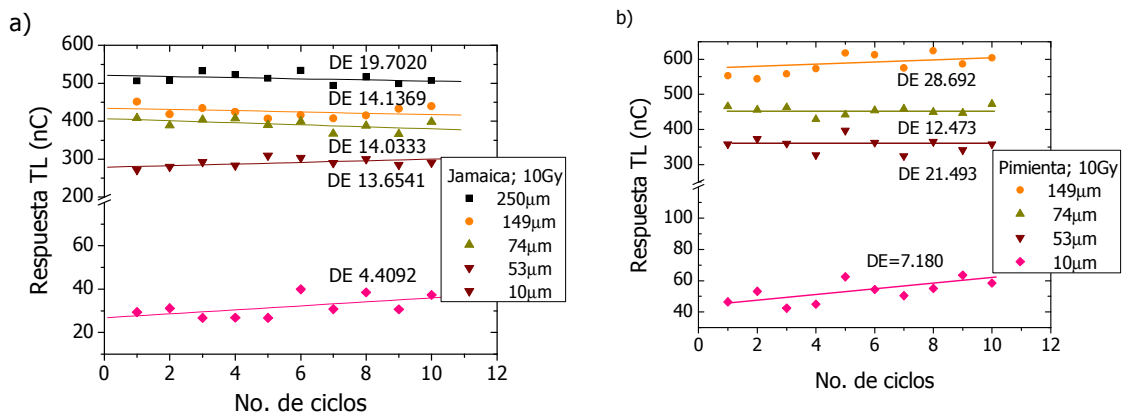 a)
Respuesta TL (nC)
600
500
400
300
200
80
60
40
20
0
2
4
6
8
10
12
No. de ciclos
DE 19.7020
DE 14.1369
DE 14.0333
DE 13.6541
DE 4.4092
Jamaica; 10Gy
250µm
149µm
74µm
53µm
10µm
b)
Respuesta TL (nC)
600
550
500
450
400
350
300
100
80
60
40
0
2
4
6
8
10
12
No. de ciclos
DE 28.692
DE 12.473
DE 21.493
DE=7.180
Pimienta; 10Gy
149µm
74µm
53µm
10µm